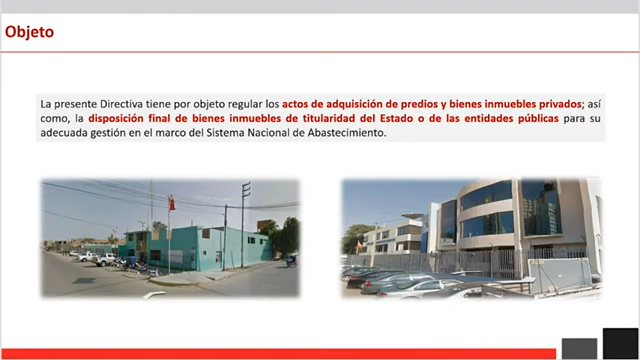 Objeto
La presente Directiva tiene por objeto regular los actos de adquisición de predios y bienes inmuebles privados; así
como, la disposición final de bienes inmuebles de titularidad del Estado o de las entidades públicas para su
adecuada gestión en el marco del Sistema Nacional de Abastecimiento.